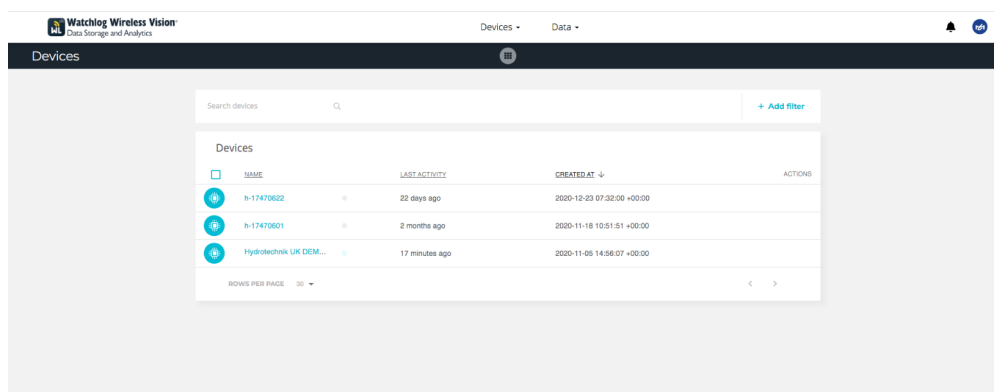 Watchlog Wireless Vision
Data Storage and Analytics
Devices
Data
Devices
Search devices
+ Add filter
Devices
NAME LAST ACTIVITY CREATED AT ↓ ACTIONS
h-17470622 22 days ago 2020-12-23 07:32:00 +00:00
h-17470601 2 months ago 2020-11-18 10:51:51 +00:00
Hydrotechnik UK DEM... 17 minutes ago 2020-11-05 14:56:07 +00:00
ROWS PER PAGE 30
< >